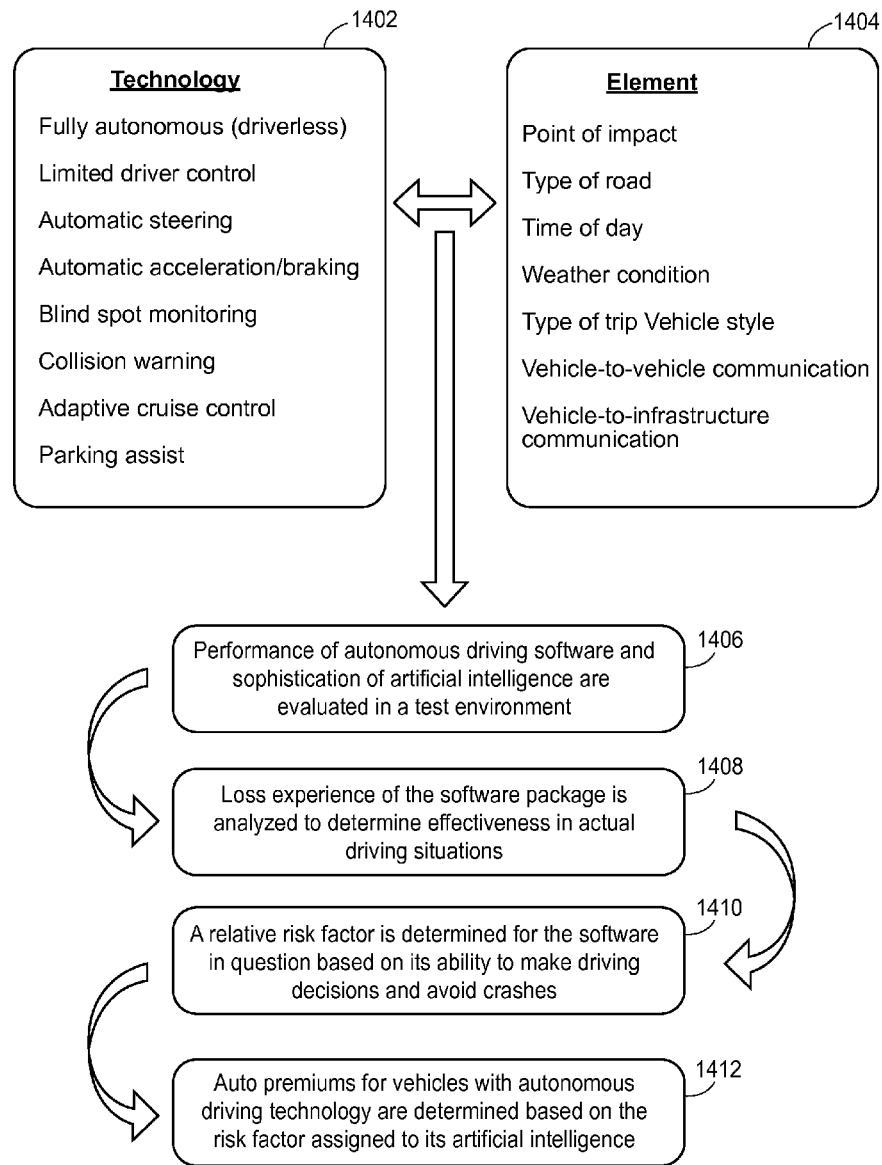 1402
Technology
Fully autonomous (driverless)
Limited driver control
Automatic steering
Automatic acceleration/braking
Blind spot monitoring
Collision warning
Adaptive cruise control
Parking assist
1404
Element
Point of impact
Type of road
Time of day
Weather condition
Type of trip Vehicle style
Vehicle-to-vehicle communication
Vehicle-to-infrastructure
communication
1406
Performance of autonomous driving software and
sophistication of artificial intelligence are
evaluated in a test environment
1408
Loss experience of the software package is
analyzed to determine effectiveness in actual
driving situations
1410
A relative risk factor is determined for the software
in question based on its ability to make driving
decisions and avoid crashes
1412
Auto premiums for vehicles with autonomous
driving technology are determined based on the
risk factor assigned to its artificial intelligence